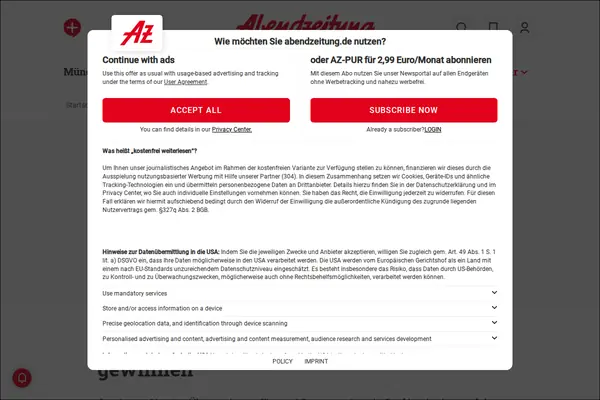 Abendzeitung
AZ
Wie möchten Sie abendzeitung.de nutzen?
Continue with ads
Use this offer as usual with usage-based advertising and tracking
under the terms of our User Agreement.
ACCEPT ALL
You can find details in our Privacy Center.
oder AZ-PUR für 2,99 Euro/Monat abonnieren
Mit diesem Abo nutzen Sie unser Newsportal auf allen Endgeräten
ohne Werbetracking und nahezu werbefrei.
SUBSCRIBE NOW
Already a subscriber? LOGIN
Was heißt „kostenfrei weiterlesen“?
Um Ihnen unser journalistisches Angebot im Rahmen der kostenfreien Variante zur Verfügung stellen zu können, finanzieren wir dieses durch die
Ausspielung nutzungsbasierter Werbung mit Hilfe unserer Partner (304). In diesem Zusammenhang setzen wir Cookies, Geräte-IDs und ähnliche
Tracking-Technologien ein und übermitteln personenbezogene Daten an Drittanbieter. Details hierzu finden Sie in der Datenschutzerklärung und im
Privacy Center, wo Sie auch individuelle Einstellungen vornehmen können. Sie haben das Recht, die Einwilligung jederzeit zu widerrufen. Für diesen
Fall erklären wir hiermit aufschiebend bedingt durch den Widerruf der Einwilligung die außerordentliche Kündigung des zugrunde liegenden
Nutzervertrags gem. §327q Abs. 2 BGB.
Hinweise zur Datenübermittlung in die USA: Indem Sie die jeweiligen Zwecke und Anbieter akzeptieren, willigen Sie zugleich gem. Art. 49 Abs. 1 S. 1
lit. a) DSGVO ein, dass Ihre Daten möglicherweise in den USA verarbeitet werden. Die USA werden vom Europäischen Gerichtshof als ein Land mit
einem nach EU-Standards unzureichendem Datenschutzniveau eingeschätzt. Es besteht insbesondere das Risiko, dass Daten durch US-Behörden,
zu Kontroll- und zu Überwachungszwecken, möglicherweise auch ohne Rechtsbehelfsmöglichkeiten, verarbeitet werden können.
Use mandatory services
Store and/or access information on a device
Precise geolocation data, and identification through device scanning
Personalised advertising and content, advertising and content measurement, audience research and services development
POLICY
IMPRINT
gewinnen